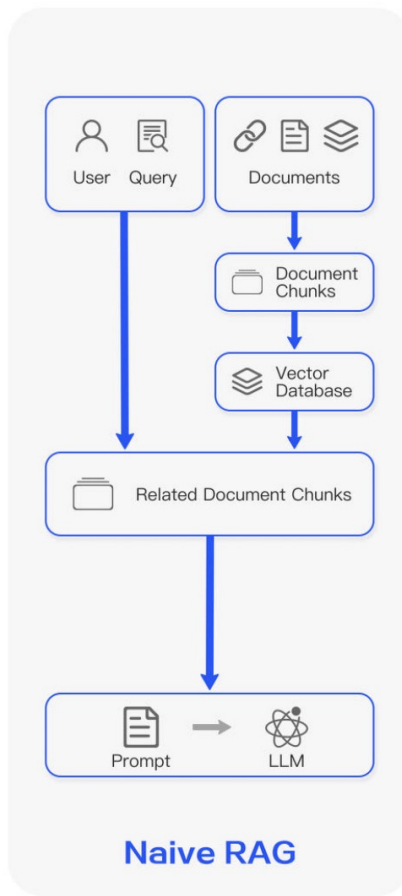 User Query
Documents
Document
Chunks
Vector
Database
Related Document Chunks
Prompt
LLM
Naive RAG